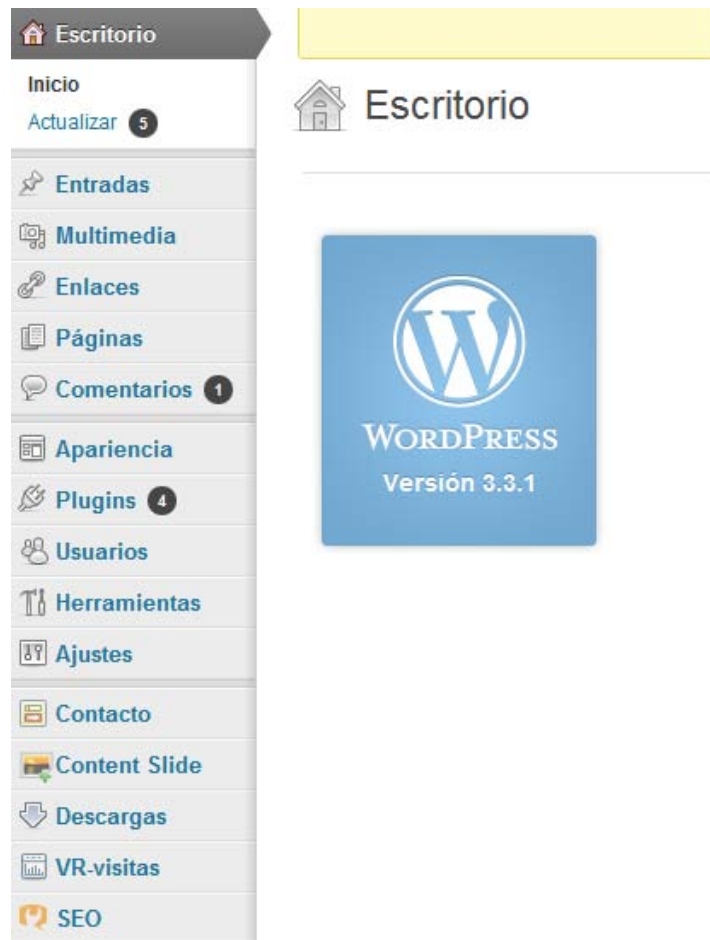 Escritorio
Inicio
Actualizar 5
Entradas
Multimedia
Enlaces
Páginas
Comentarios 1
Apariencia
Plugins 4
Usuarios
Herramientas
Ajustes
Contacto
Content Slide
Descargas
VR-visitas
SEO
Escritorio
WORDPRESS
Versión 3.3.1